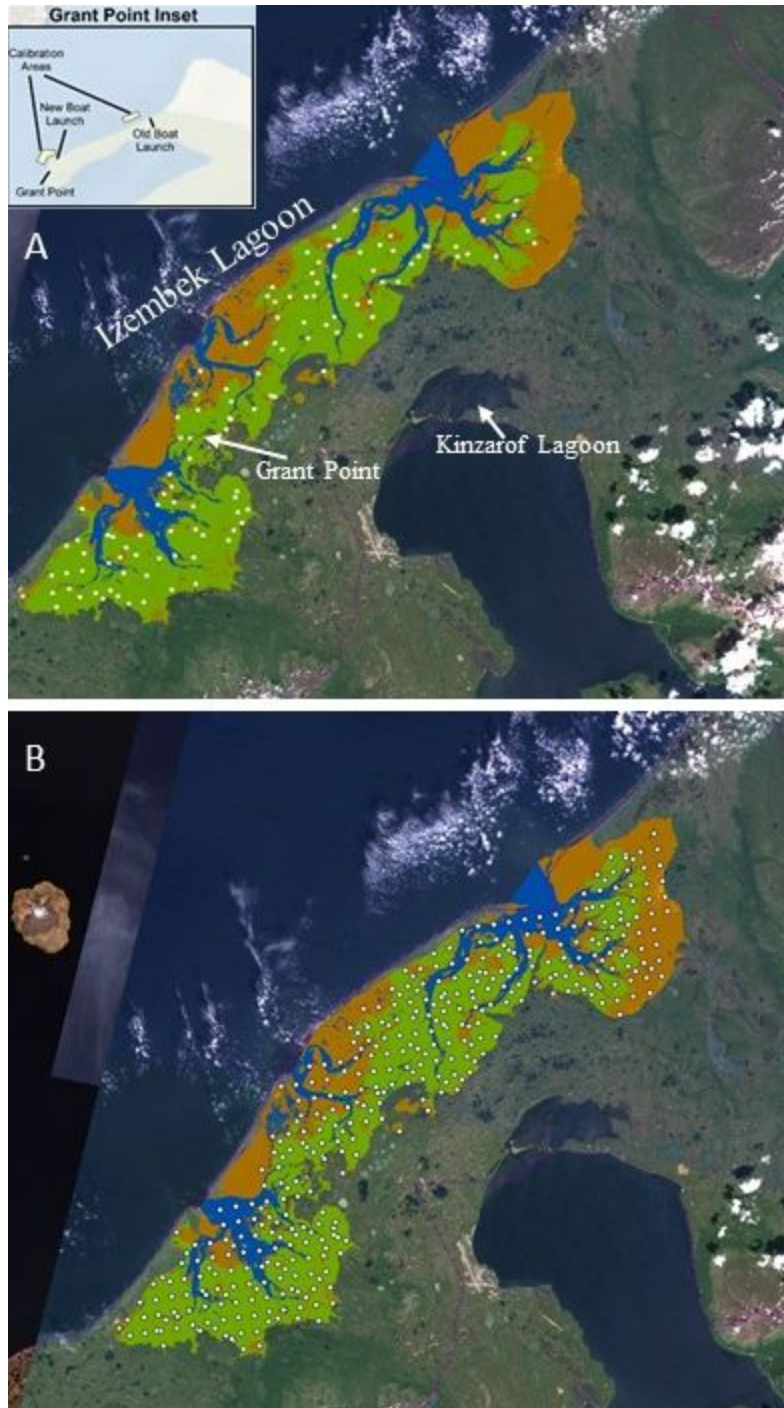 Grant Point Inset
Calibration
Areas
New Boat
Launch
Old Boat
Launch
Grant Point
A
Izembek Lagoon
Kinzarof Lagoon
Grant Point
B